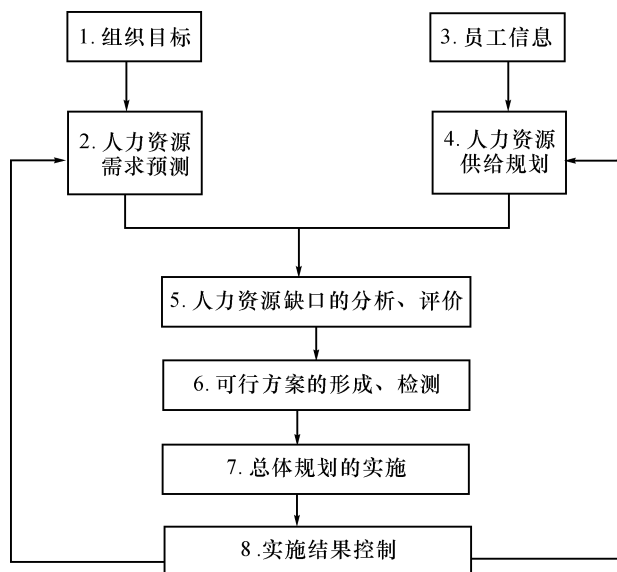 1. 组织目标
3. 员工信息
2. 人力资源
需求预测
4. 人力资源
供给规划
5. 人力资源缺口的分析、评价
6. 可行方案的形成、检测
7. 总体规划的实施
8 .实施结果控制